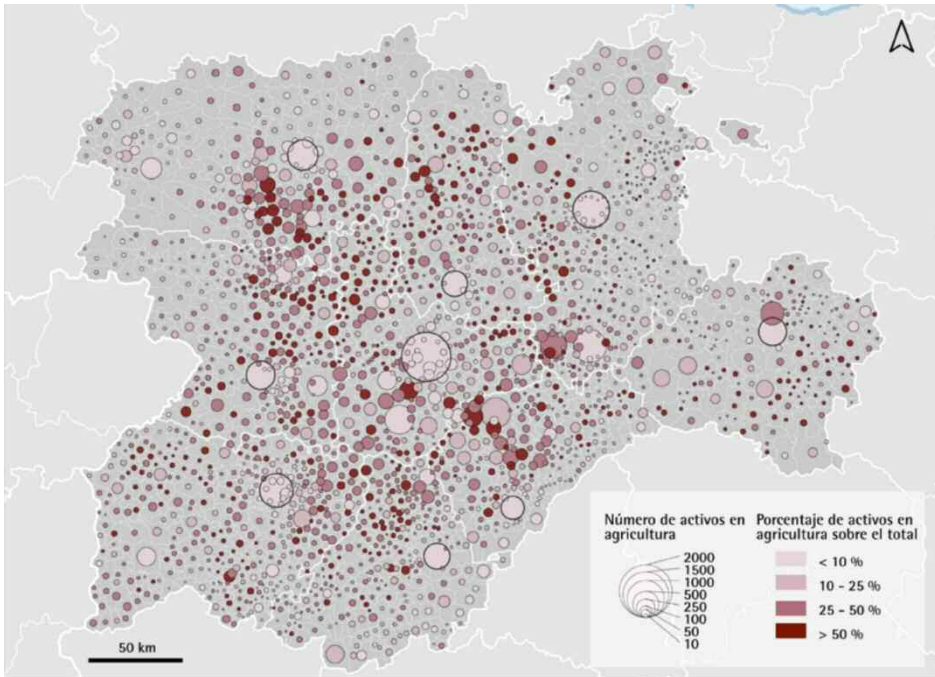 Número de activos en
agricultura
2000
1500
1000
500
250
100
50
10
Porcentaje de activos en
agricultura sobre el total
< 10 %
10 - 25 %
25 - 50 %
> 50 %
50 km